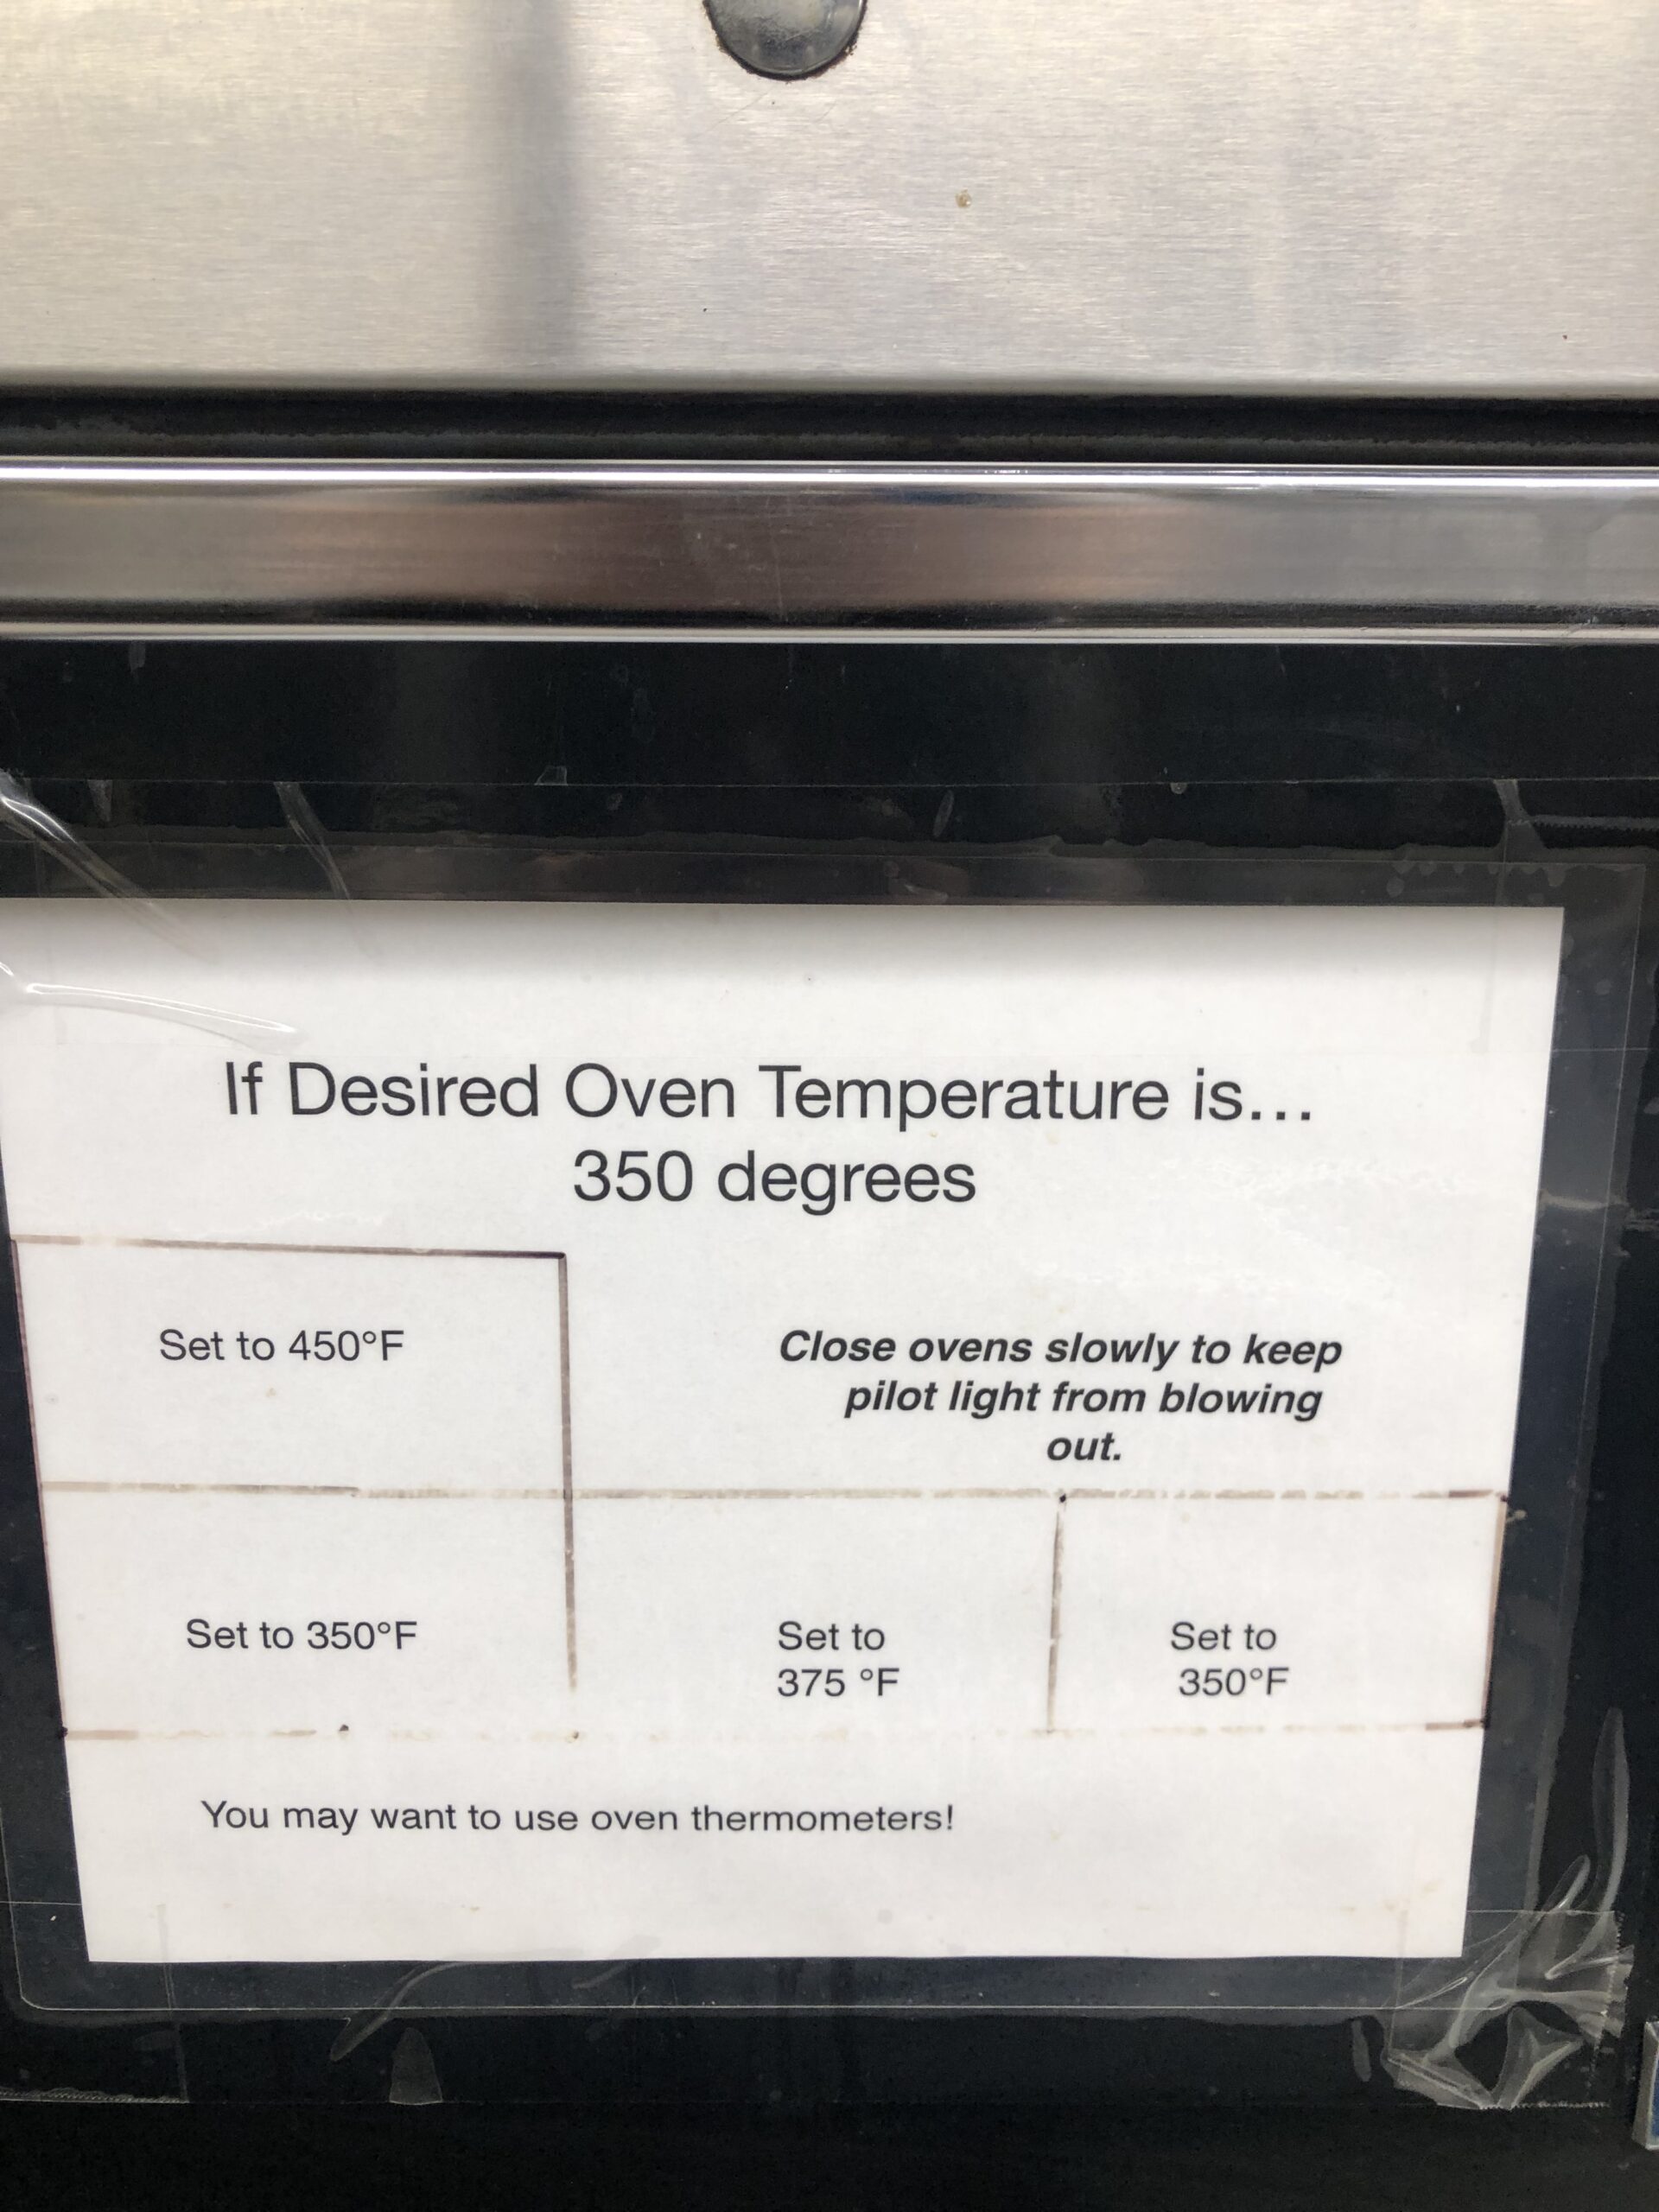 If Desired Oven Temperature is...
350 degrees
Set to 450°F
Close ovens slowly to keep
pilot light from blowing
out.
Set to 350°F
Set to
375 °F
Set to
350°F
You may want to use oven thermometers!